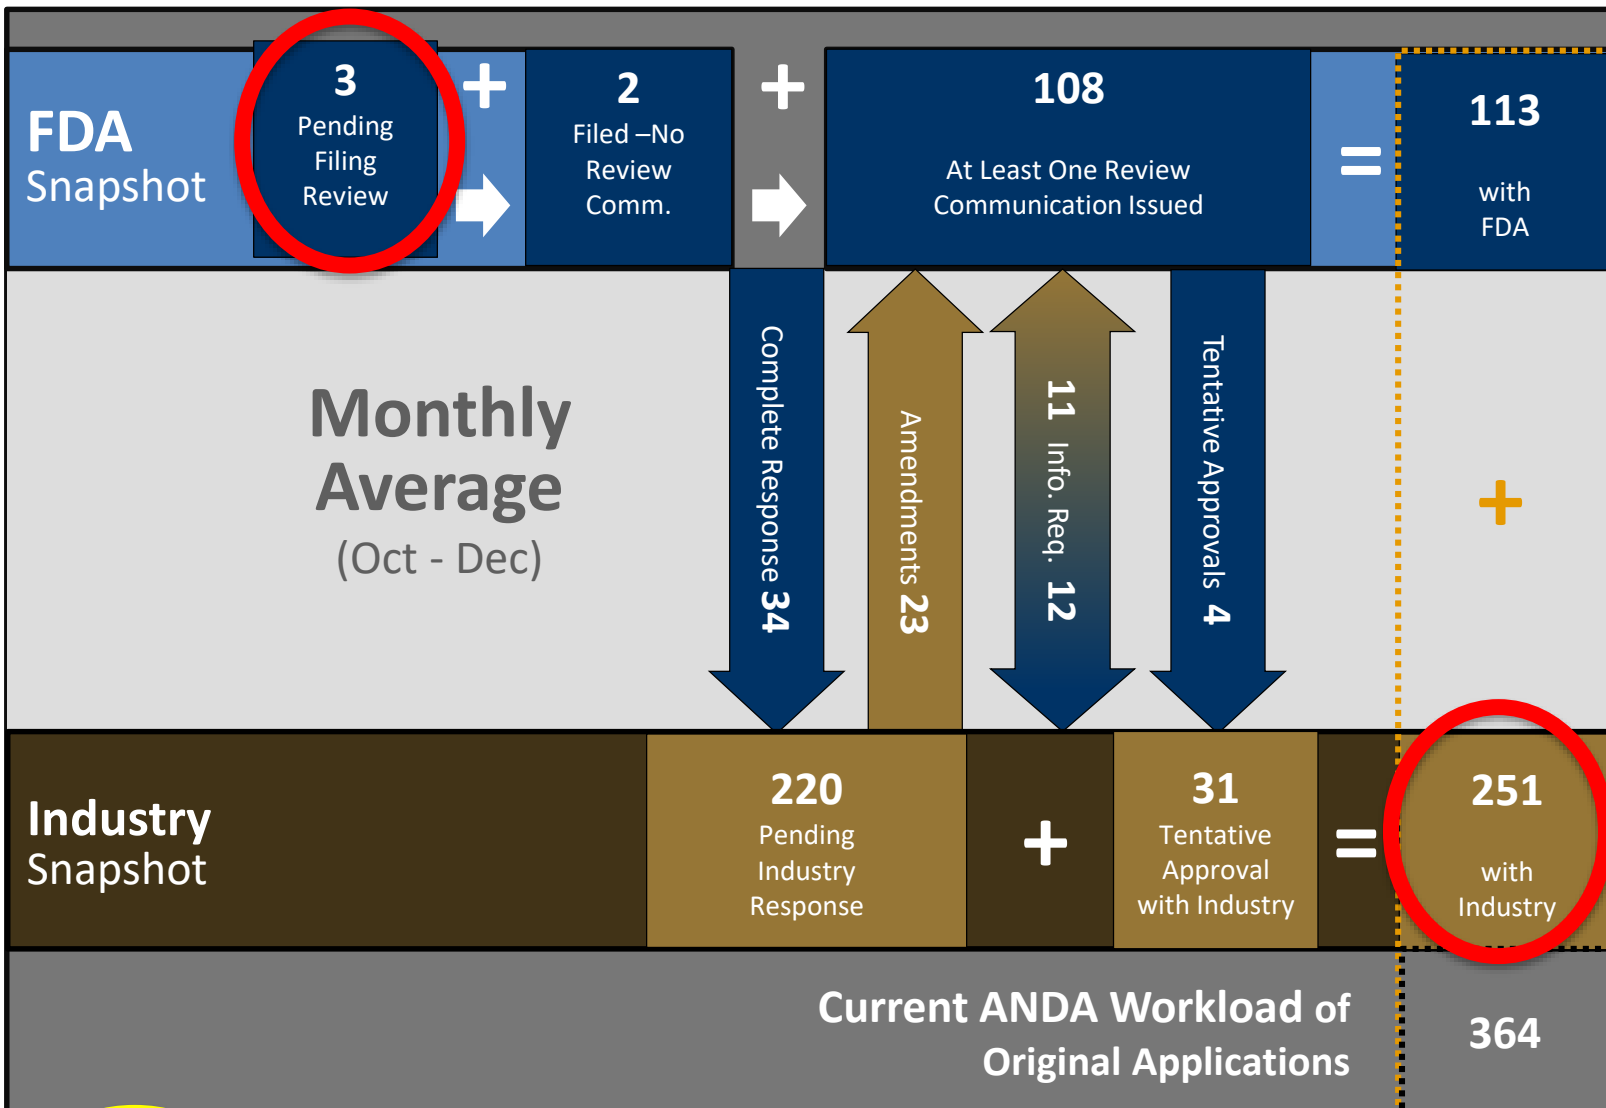 FDA
Snapshot
3
Pending
Filing
Review
+
2
Filed –No
Review
Comm.
+
108
At Least One Review
Communication Issued
=
113
with
FDA
Monthly
Average
(Oct - Dec)
Complete Response 34
Amendments 23
11 Info. Req. 12
Tentative Approvals 4
+
Industry
Snapshot
220
Pending
Industry
Response
+
31
Tentative
Approval
with Industry
=
251
with
Industry
Current ANDA Workload of
Original Applications
364